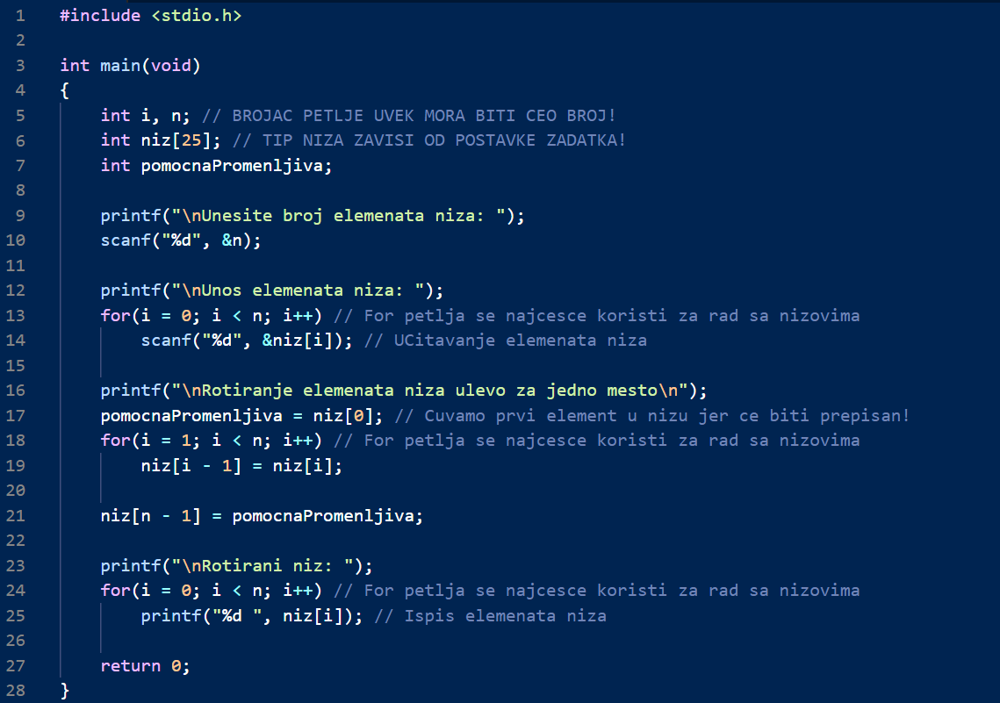 1 #include <stdio.h>
2
3 int main(void)
4 {
5     int i, n; // BROJAC PETLJE UVEK MORA BITI CEO BROJ!
6     int niz[25]; // TIP NIZA ZAVISI OD POSTAVKE ZADATKA!
7     int pomocnaPromenljiva;
8
9     printf("\nUnesite broj elemenata niza: ");
10     scanf("%d", &n);
11
12     printf("\nUnos elemenata niza: ");
13     for(i = 0; i < n; i++) // For petlja se najcesce koristi za rad sa nizovima
14         scanf("%d", &niz[i]); // UCitavanje elemenata niza
15
16     printf("\nRotiranje elemenata niza ulevo za jedno mesto\n");
17     pomocnaPromenljiva = niz[0]; // Cuvamo prvi element u nizu jer ce biti prepisan!
18     for(i = 1; i < n; i++) // For petlja se najcesce koristi za rad sa nizovima
19         niz[i - 1] = niz[i];
20
21     niz[n - 1] = pomocnaPromenljiva;
22
23     printf("\nRotirani niz: ");
24     for(i = 0; i < n; i++) // For petlja se najcesce koristi za rad sa nizovima
25         printf("%d ", niz[i]); // Ispis elemenata niza
26
27     return 0;
28 }